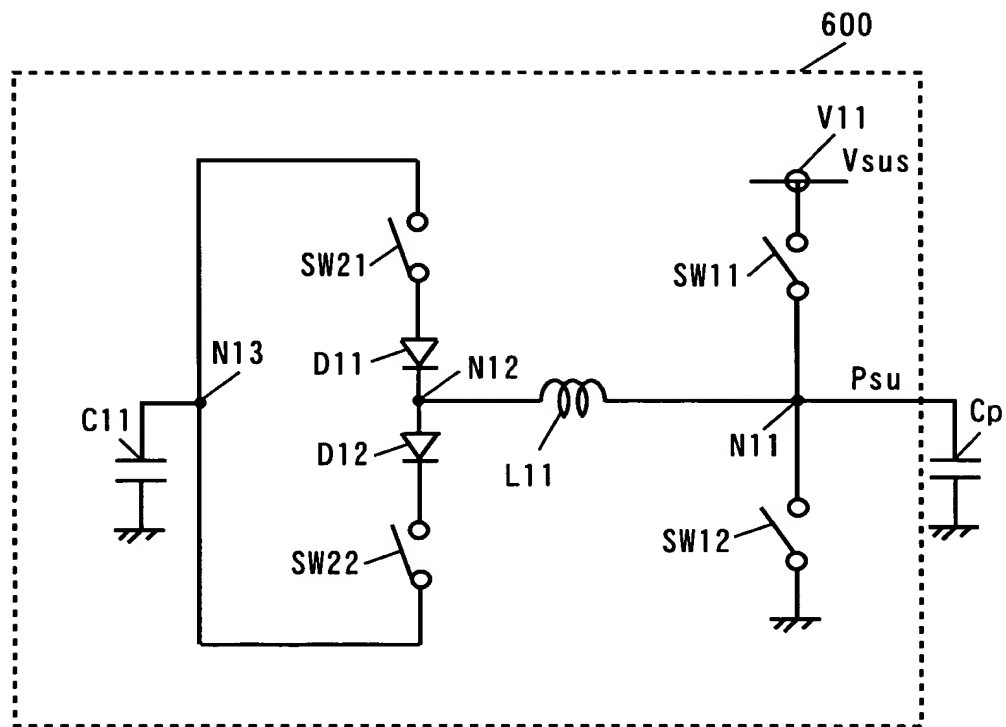 600
V11
Vsus
SW21
SW11
D11
N12
N13
Psu
C11
Cp
D12
L11
N11
SW22
SW12